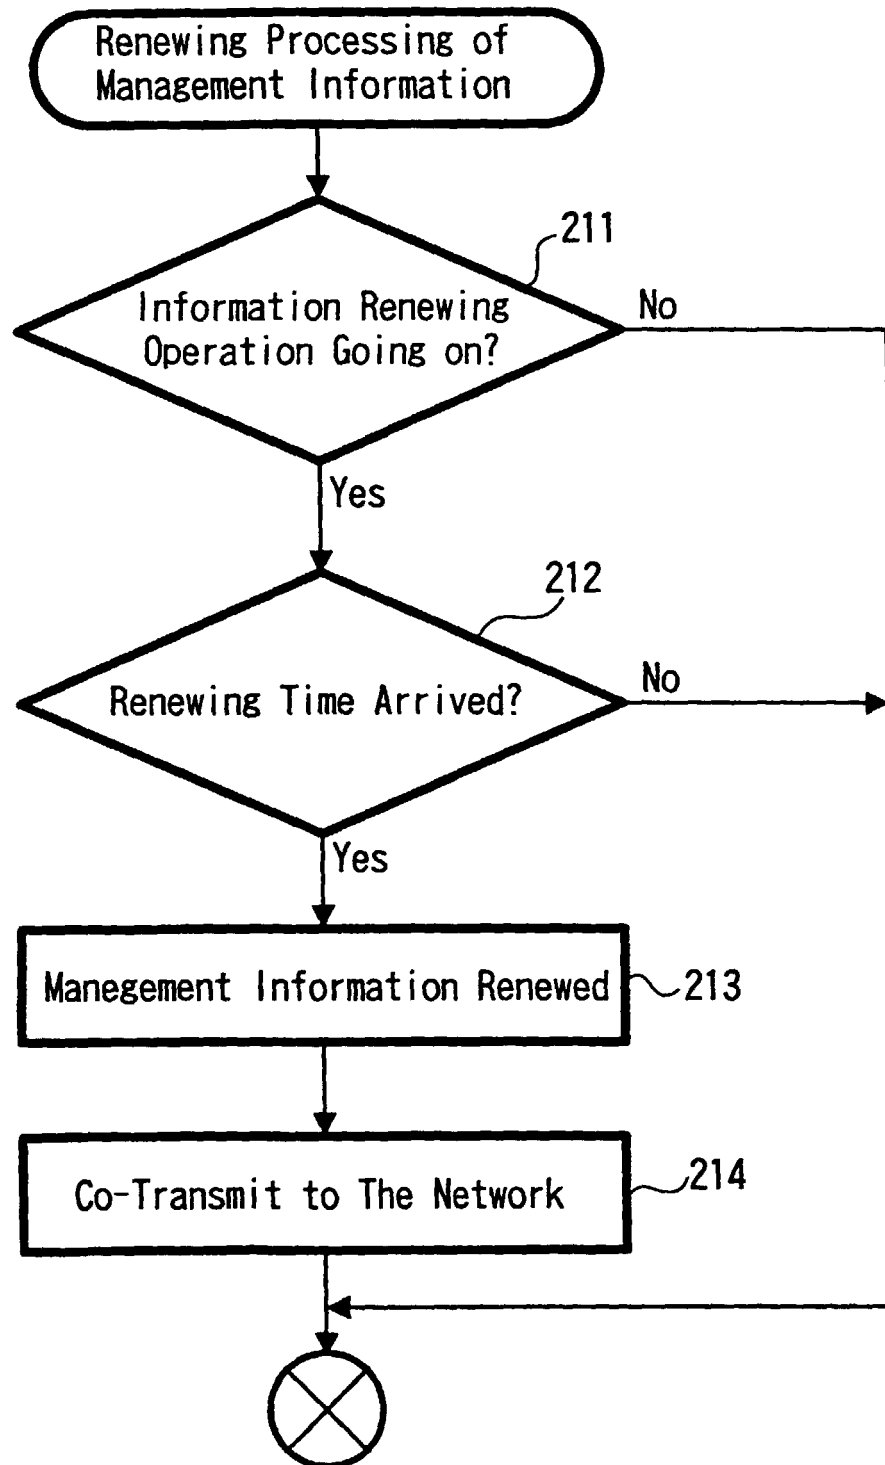 Renewing Processing of
Management Information
211
Information Renewing
Operation Going on?
No
Yes
212
Renewing Time Arrived?
No
Yes
Manegement Information Renewed
213
Co-Transmit to The Network
214